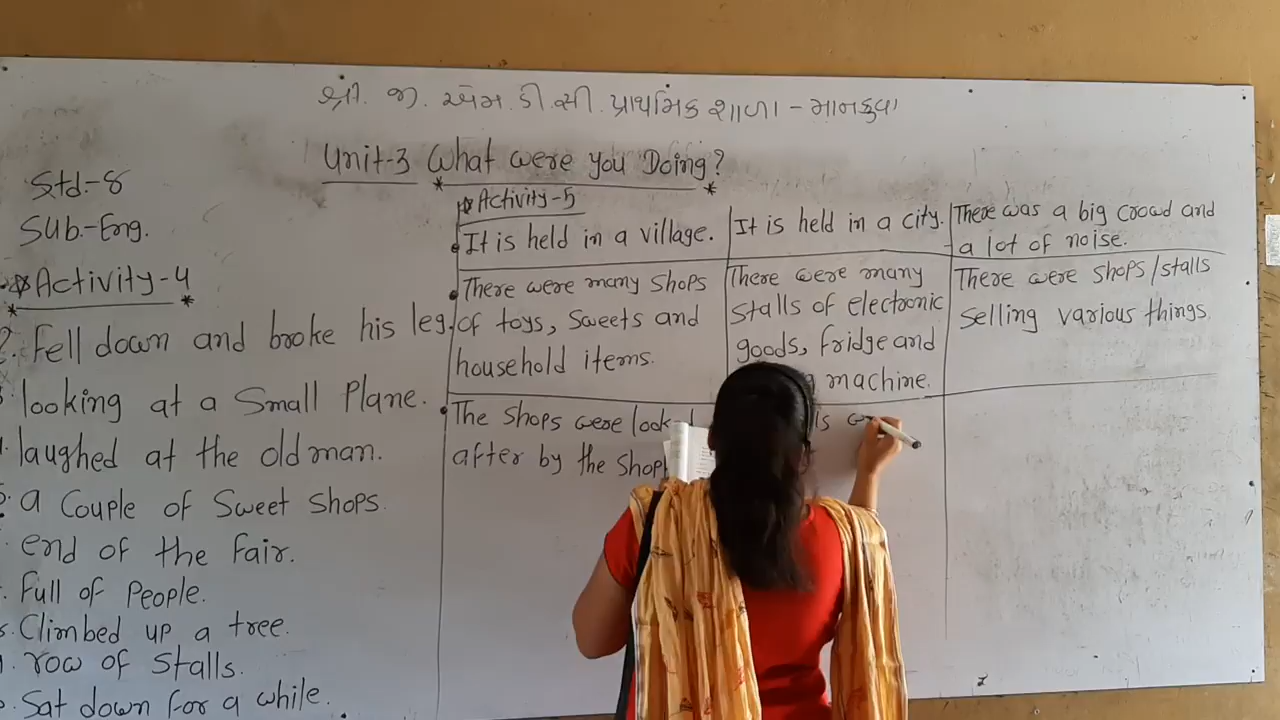 શ્રી. જી. એમ. ડી. સી. પ્રાથમિક શાળા - માનકુવા
Unit-3 What were you Doing?
Std:-8
Sub:-Eng.
Activity-4
2. Fell down and broke his leg.
looking at a Small Plane.
laughed at the old man.
a Couple of Sweet Shops.
end of the fair.
Full of People.
Climbed up a tree.
row of Stalls.
Sat down for a while.
Activity-5
It is held in a village.
It is held in a city.
There was a big crowd and
a lot of noise.
There were many Shops
of toys, Sweets and
household items.
There were many
Stalls of electronic
goods, fridge and
machine.
There were shops/stalls
Selling various things
The Shops were
after by the